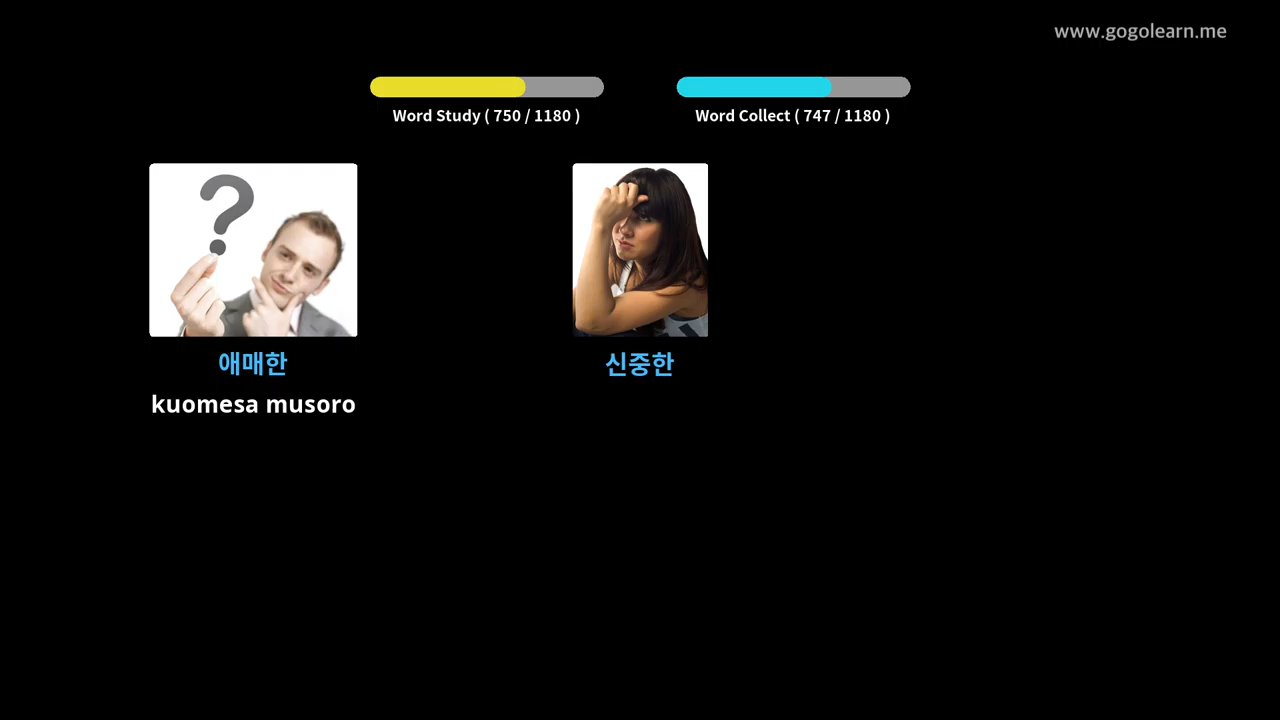 www.gogolearn.me
Word Study ( 750 / 1180 )
Word Collect ( 747 / 1180 )
애매한
신중한
kuomesa musoro